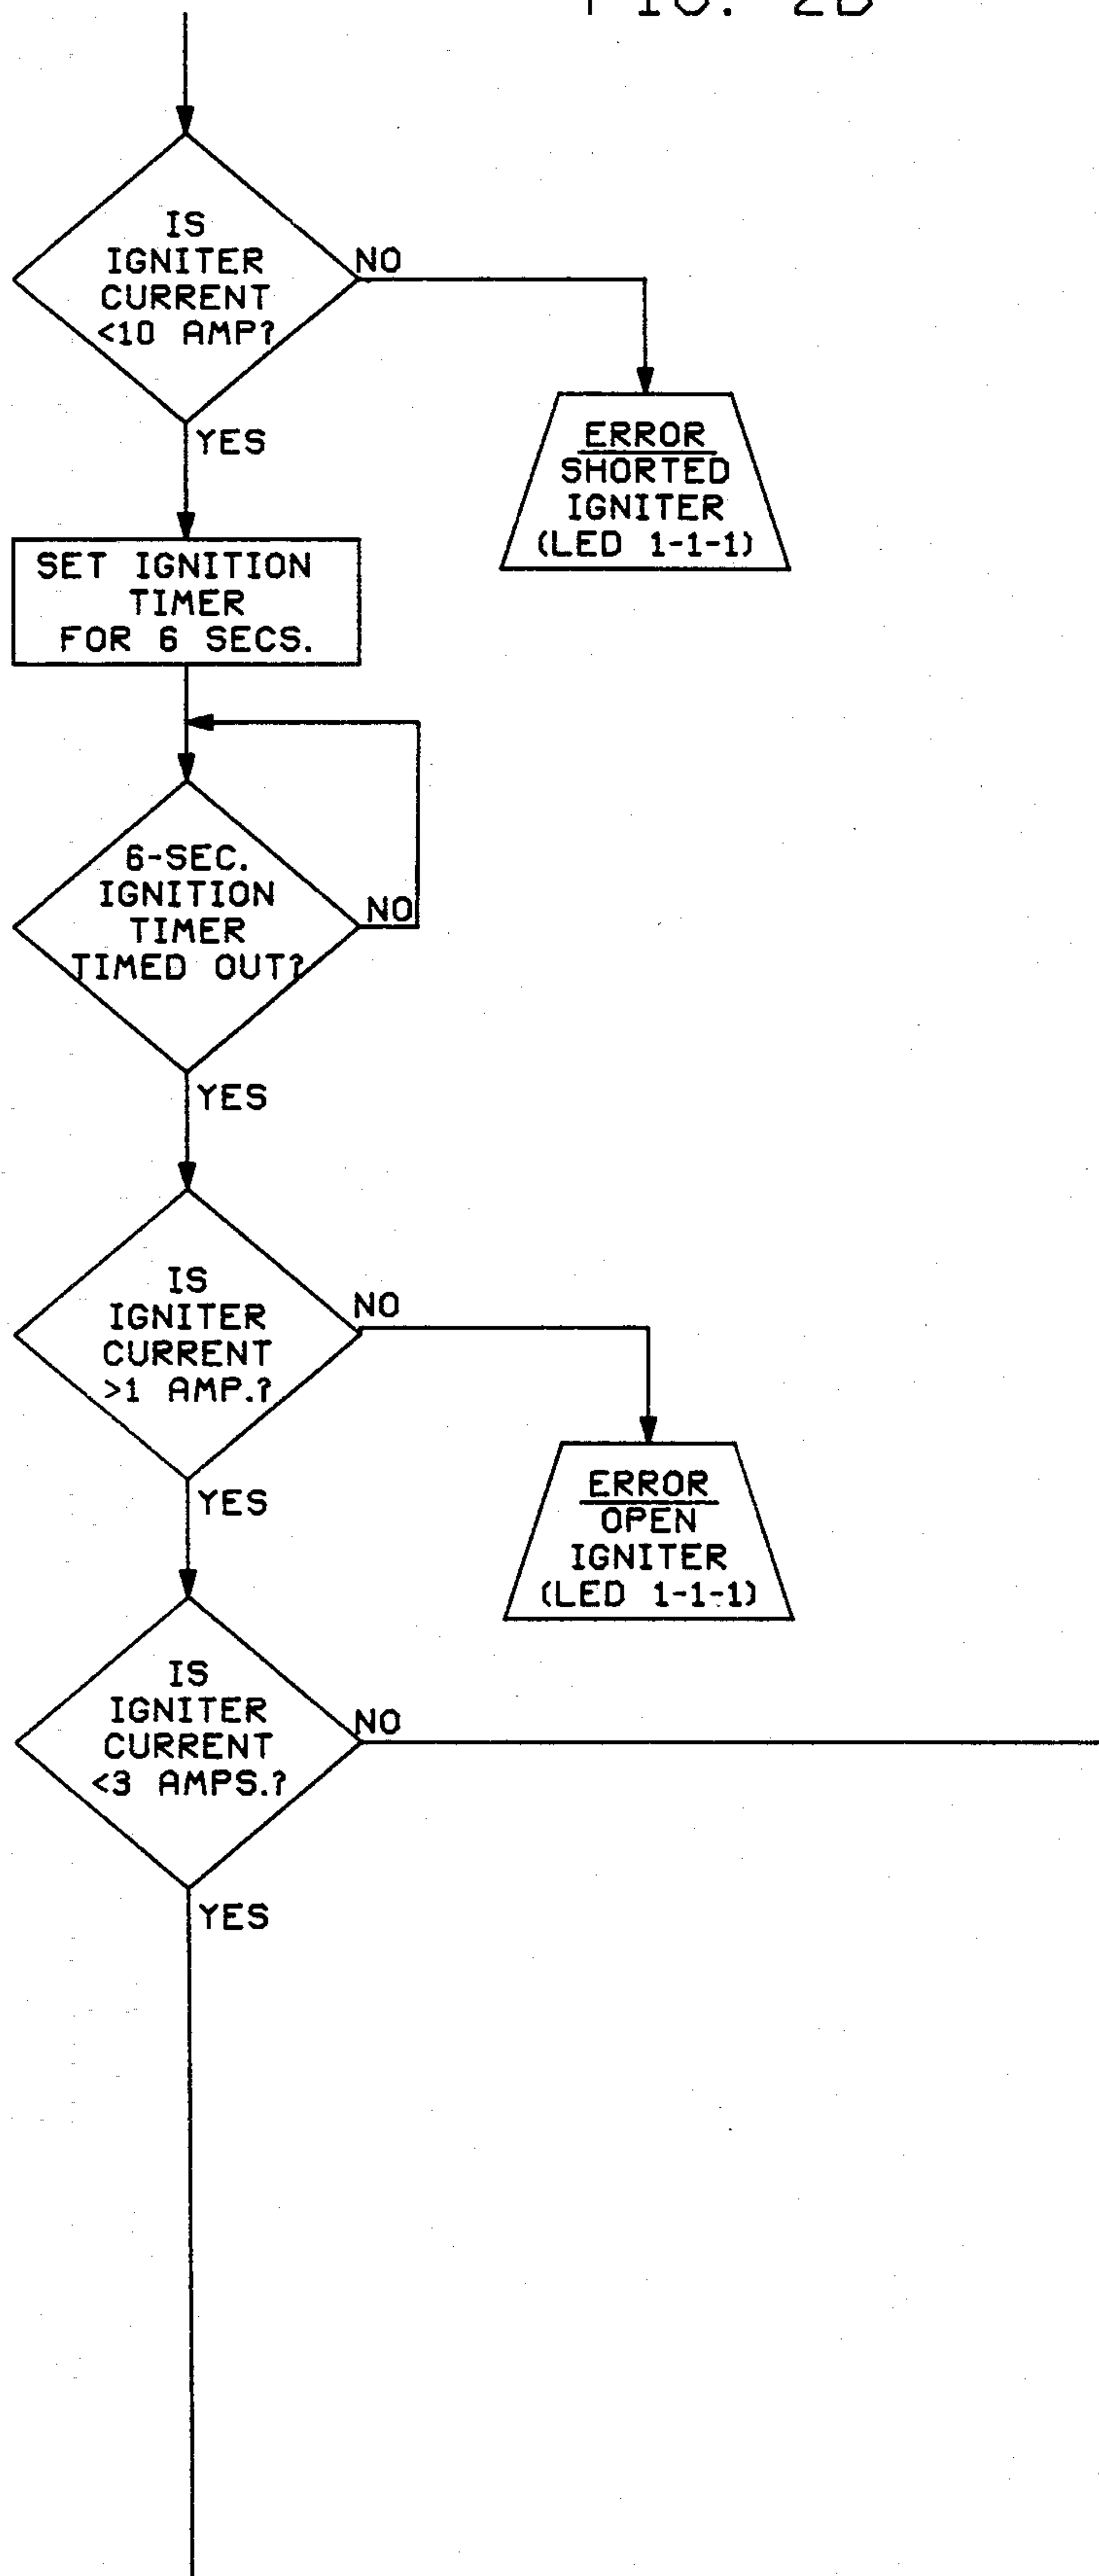 FIG. 2B
IS
IGNITER
CURRENT
<10 AMP?
NO
YES
ERROR
SHORTED
IGNITER
(LED 1-1-1)
SET IGNITION
TIMER
FOR 6 SECS.
6-SEC.
IGNITION
TIMER
TIMED OUT?
NO
YES
IS
IGNITER
CURRENT
>1 AMP.?
NO
YES
ERROR
OPEN
IGNITER
(LED 1-1-1)
IS
IGNITER
CURRENT
<3 AMPS.?
NO
YES